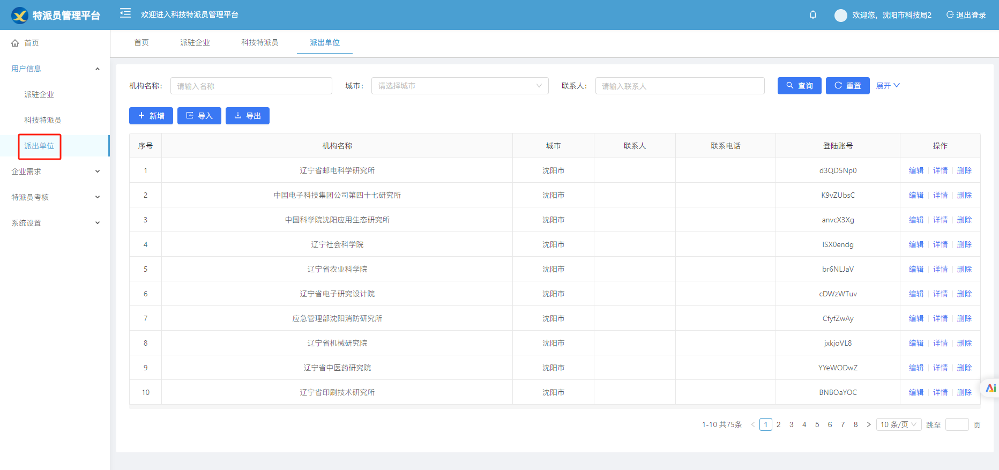 特派员管理平台
欢迎进入科技特派员管理平台
欢迎您，沈阳市科技局2
退出登录
首页
用户信息
派驻企业
科技特派员
派出单位
企业需求
特派员考核
系统设置
首页 派驻企业 科技特派员 派出单位
机构名称： 请输入名称 城市： 请选择城市 联系人： 请输入联系人 查询 重置 展开
新增 导入 导出
序号 机构名称 城市 联系人 联系电话 登陆账号 操作
1 辽宁省邮电科学研究所 沈阳市 d3QD5Np0 编辑 详情 删除
2 中国电子科技集团公司第四十七研究所 沈阳市 K9vZUbsC 编辑 详情 删除
3 中国科学院沈阳应用生态研究所 沈阳市 anvcX3Xg 编辑 详情 删除
4 辽宁社会科学院 沈阳市 ISX0endg 编辑 详情 删除
5 辽宁省农业科学院 沈阳市 br6NLJaV 编辑 详情 删除
6 辽宁省电子研究设计院 沈阳市 cDWzWTuv 编辑 详情 删除
7 应急管理部沈阳消防研究所 沈阳市 CfyfZwAy 编辑 详情 删除
8 辽宁省机械研究院 沈阳市 jxkjoVL8 编辑 详情 删除
9 辽宁省中医药研究院 沈阳市 YYeWODwZ 编辑 详情 删除
10 辽宁省印刷技术研究所 沈阳市 BNBOaYOC 编辑 详情 删除
Ai
1-10 共75条 < 1 2 3 4 5 6 7 8 > 10 条/页 跳至 页